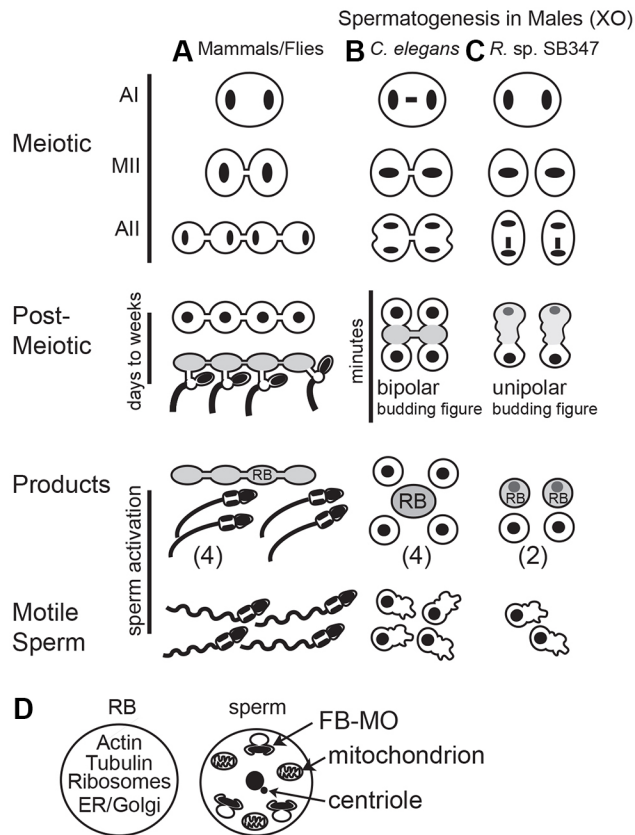 Spermatogenesis in Males (XO)
A Mammals/Flies
B C. elegans
C R. sp. SB347
Meiotic
AI
MII
AII
Post-
Meiotic
days to weeks
minutes
bipolar
budding figure
unipolar
budding figure
Products
RB
RB
RB
RB
(4)
(4)
(2)
sperm activation
Motile
Sperm
D
RB
sperm
Actin
Tubulin
Ribosomes
ER/Golgi
FB-MO
mitochondrion
centriole